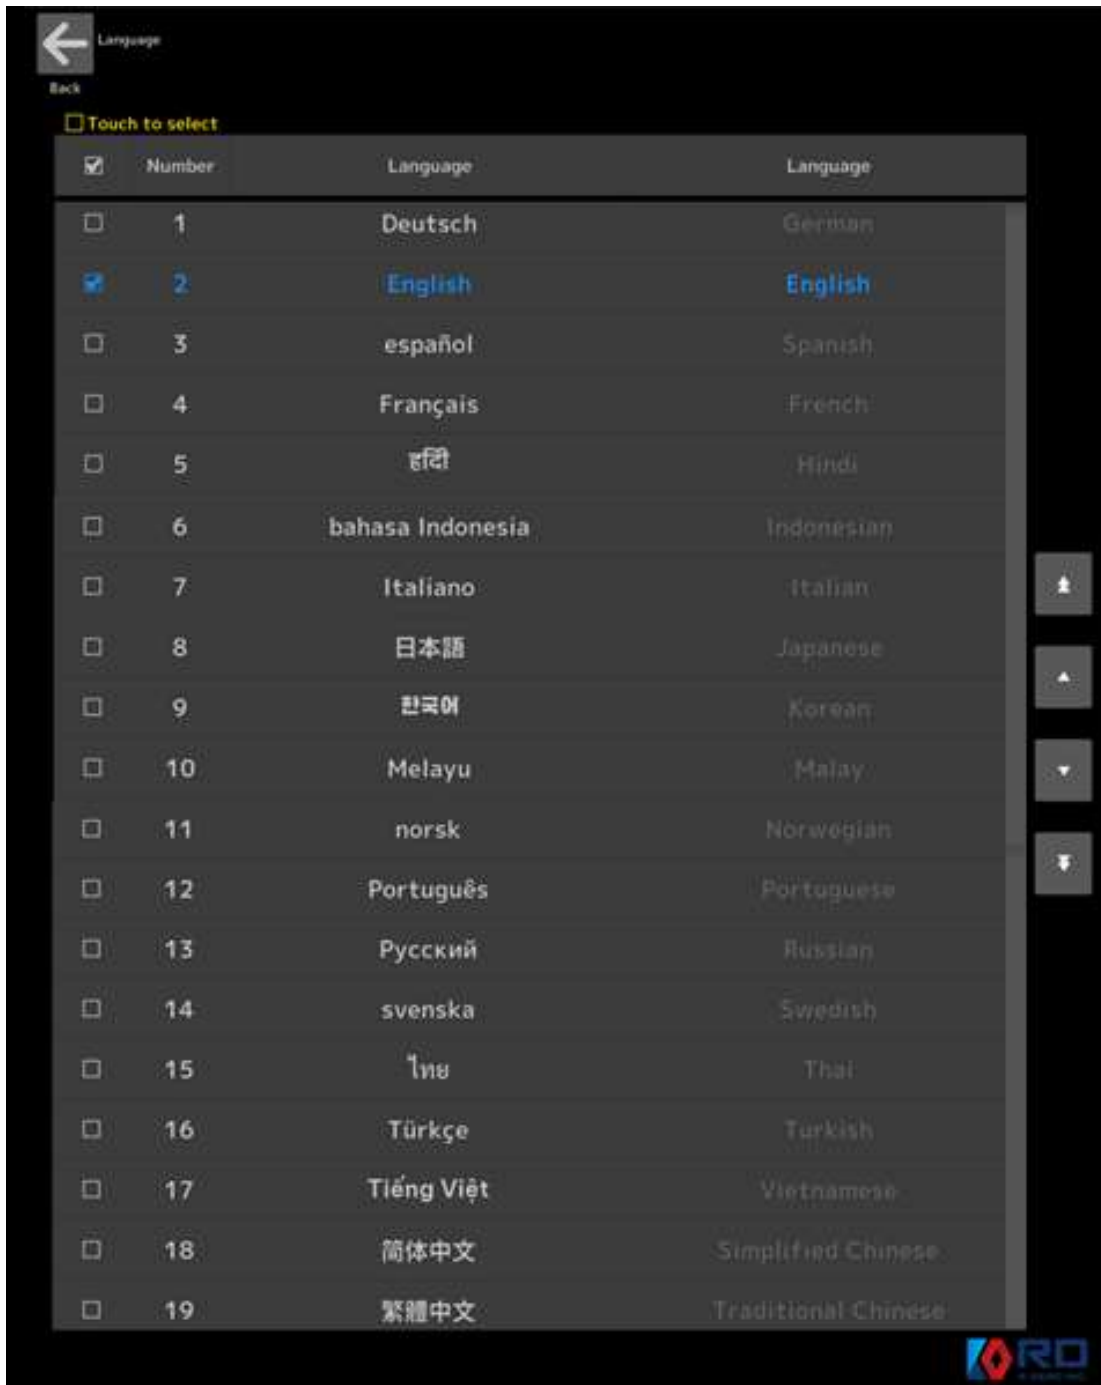 Language
Back
Touch to select
Number Language Language
1 Deutsch German
2 English English
3 español Spanish
4 Français French
5 हिंदी Hindi
6 bahasa Indonesia Indonesian
7 Italiano Italian
8 日本語 Japanese
9 한국어 Korean
10 Melayu Malay
11 norsk Norwegian
12 Português Portuguese
13 Русский Russian
14 svenska Swedish
15 ไทย Thai
16 Türkçe Turkish
17 Tiếng Việt Vietnamese
18 简体中文 Simplified Chinese
19 繁體中文 Traditional Chinese
RD